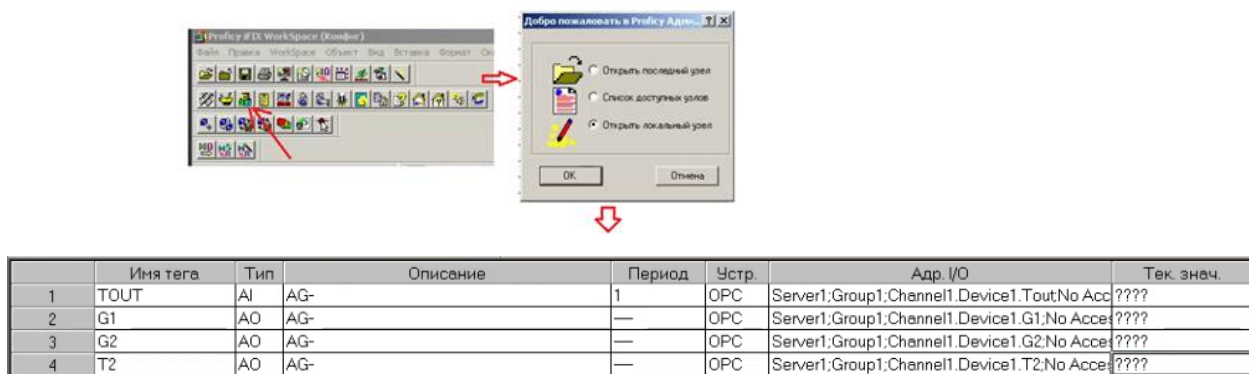 Proficy iFIX WorkSpace (Конфиг)
Файл Правка WorkSpace Объект Вид Вставка Формат
Добро пожаловать в Proficy
Открыть последний узел
Список доступных узлов
Открыть локальный узел
OK Отмена
Имя тега Тип Описание Период Устр. Адр. I/O Тек. знач.
1 TOUT AI AG- 1 OPC Server1;Group1;Channel1.Device1.Tout;No Acc ????
2 G1 AO AG- — OPC Server1;Group1;Channel1.Device1.G1;No Acces ????
3 G2 AO AG- — OPC Server1;Group1;Channel1.Device1.G2;No Acces ????
4 T2 AO AG- — OPC Server1;Group1;Channel1.Device1.T2;No Acces ????